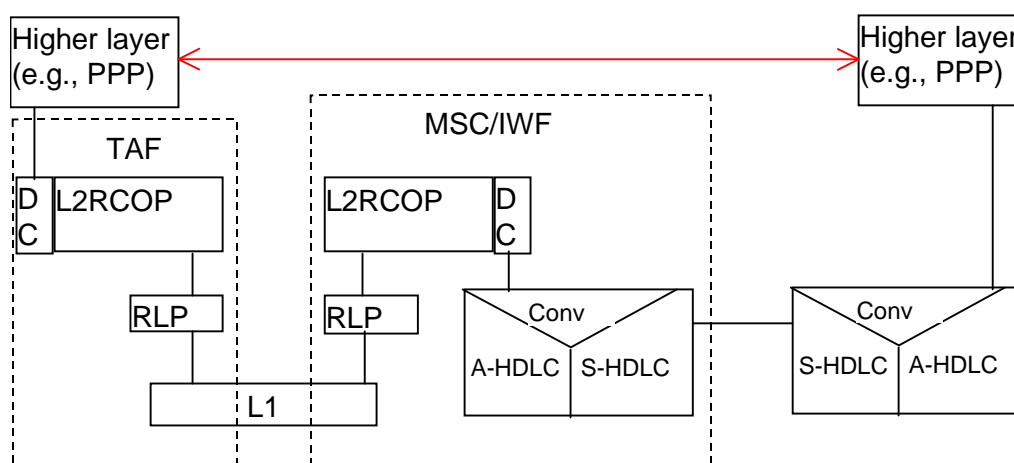 Higher layer
(e.g., PPP)
Higher layer
(e.g., PPP)
TAF
MSC/IWF
D
C
L2RCOP
L2RCOP
D
C
RLP
RLP
Conv
A-HDLC
S-HDLC
Conv
S-HDLC
A-HDLC
L1